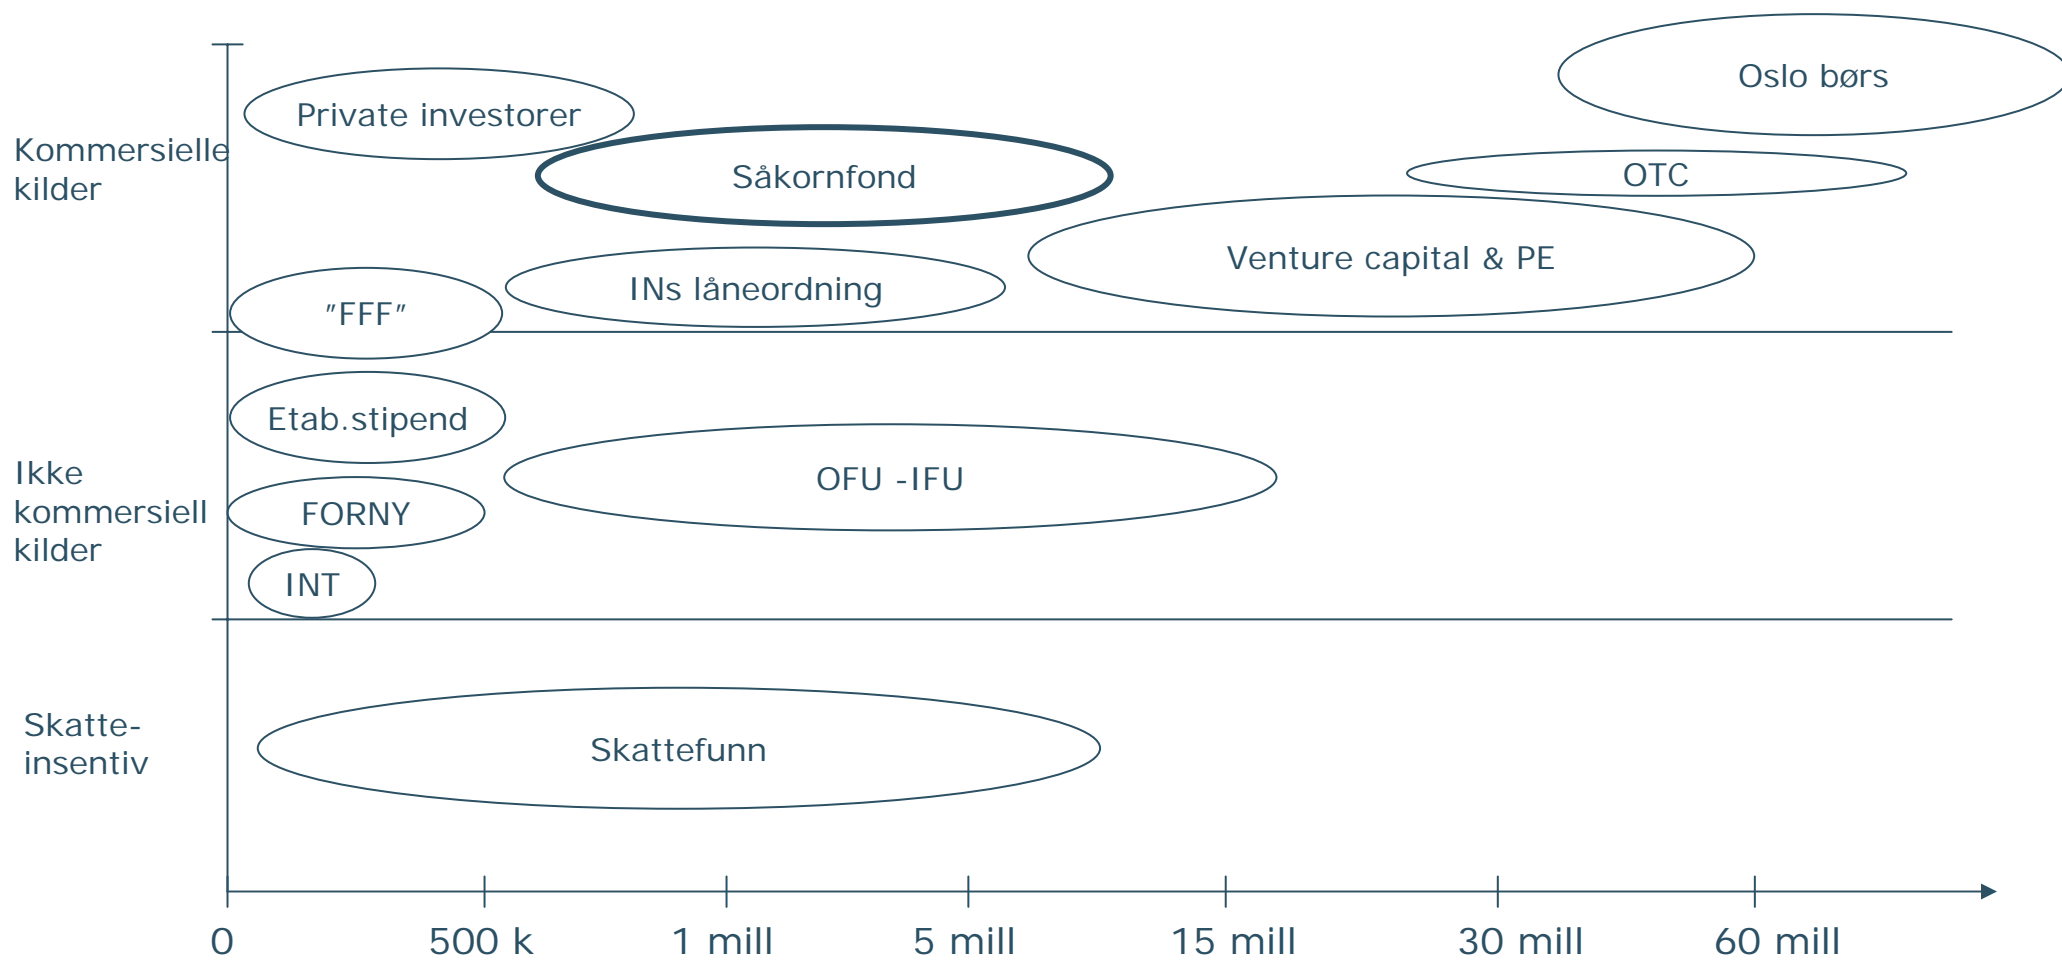 Oslo børs
Private investorer
Kommersielle
kilder
Såkornfond
OTC
Venture capital & PE
INs låneordning
"FFF"
Etab.stipend
Ikke
kommersiell
kilder
OFU -IFU
FORNY
INT
Skatte-
insentiv
Skattefunn
0 500 k 1 mill 5 mill 15 mill 30 mill 60 mill